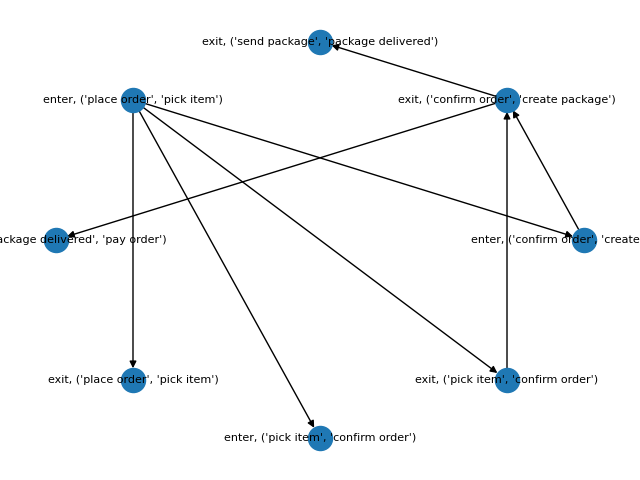 exit, ('send package', 'package delivered')
enter, ('place order', 'pick item')
exit, ('confirm order', 'create package')
ackage delivered', 'pay order')
enter, ('confirm order', 'create
exit, ('place order', 'pick item')
exit, ('pick item', 'confirm order')
enter, ('pick item', 'confirm order')